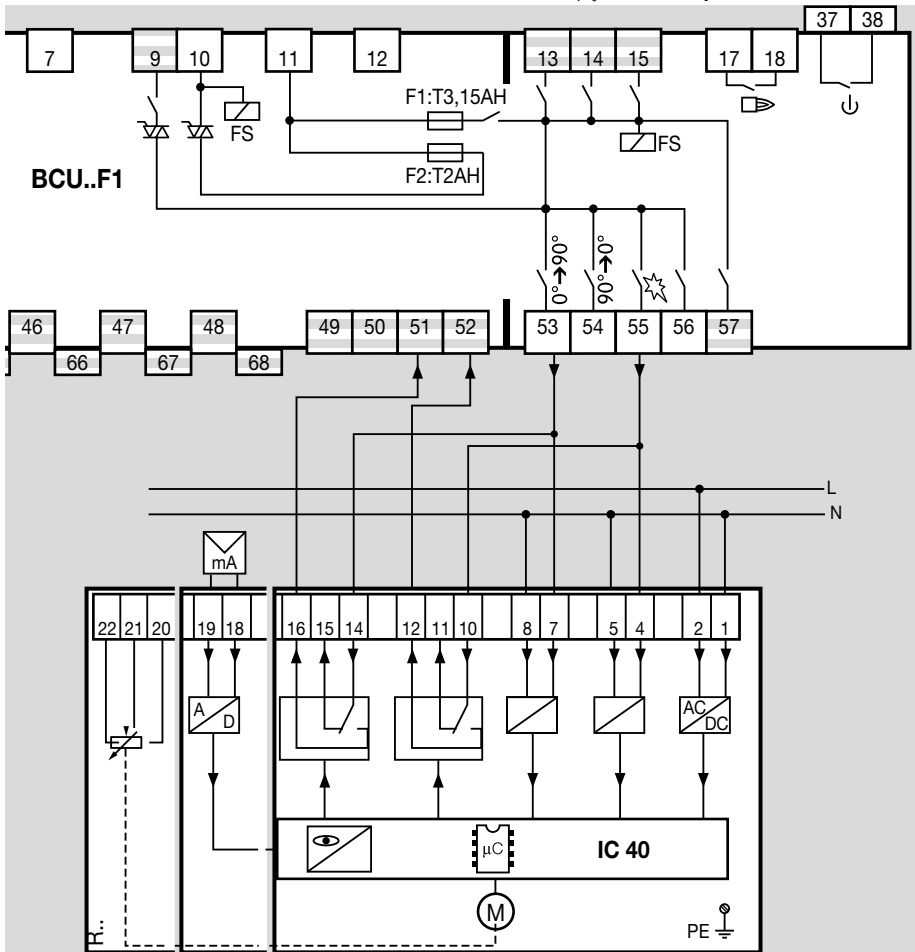 37 38
7 9 10 11 12 13 14 15 17 18
F1:T3,15AH
FS
FS
F2:T2AH
BCU..F1
0°➔90°
90°➔0°
46 47 48 49 50 51 52 53 54 55 56 57
66 67 68
L
N
mA
22 21 20 19 18 16 15 14 12 11 10 8 7 5 4 2 1
A D
AC DC
µC
IC 40
M
PE
R..